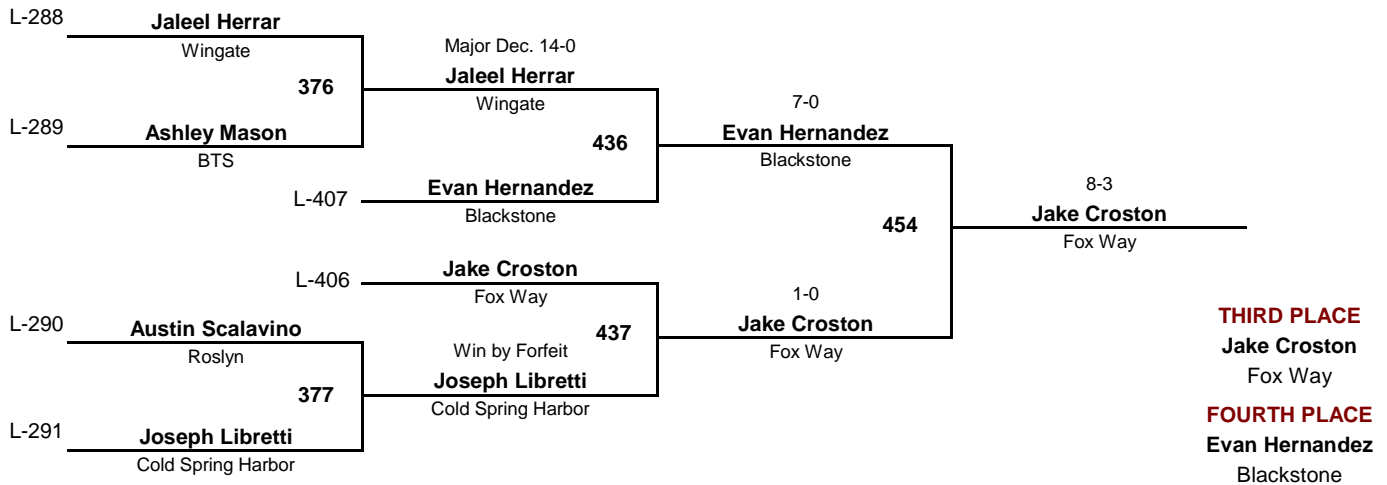 L-288
Jaleel Herrar
Wingate
376
L-289
Ashley Mason
BTS
Major Dec. 14-0
Jaleel Herrar
Wingate
436
L-407
Evan Hernandez
Blackstone
7-0
Evan Hernandez
Blackstone
454
8-3
Jake Croston
Fox Way
L-406
Jake Croston
Fox Way
437
1-0
Jake Croston
Fox Way
L-290
Austin Scalavino
Roslyn
377
L-291
Joseph Libretti
Cold Spring Harbor
Win by Forfeit
Joseph Libretti
Cold Spring Harbor
THIRD PLACE
Jake Croston
Fox Way
FOURTH PLACE
Evan Hernandez
Blackstone